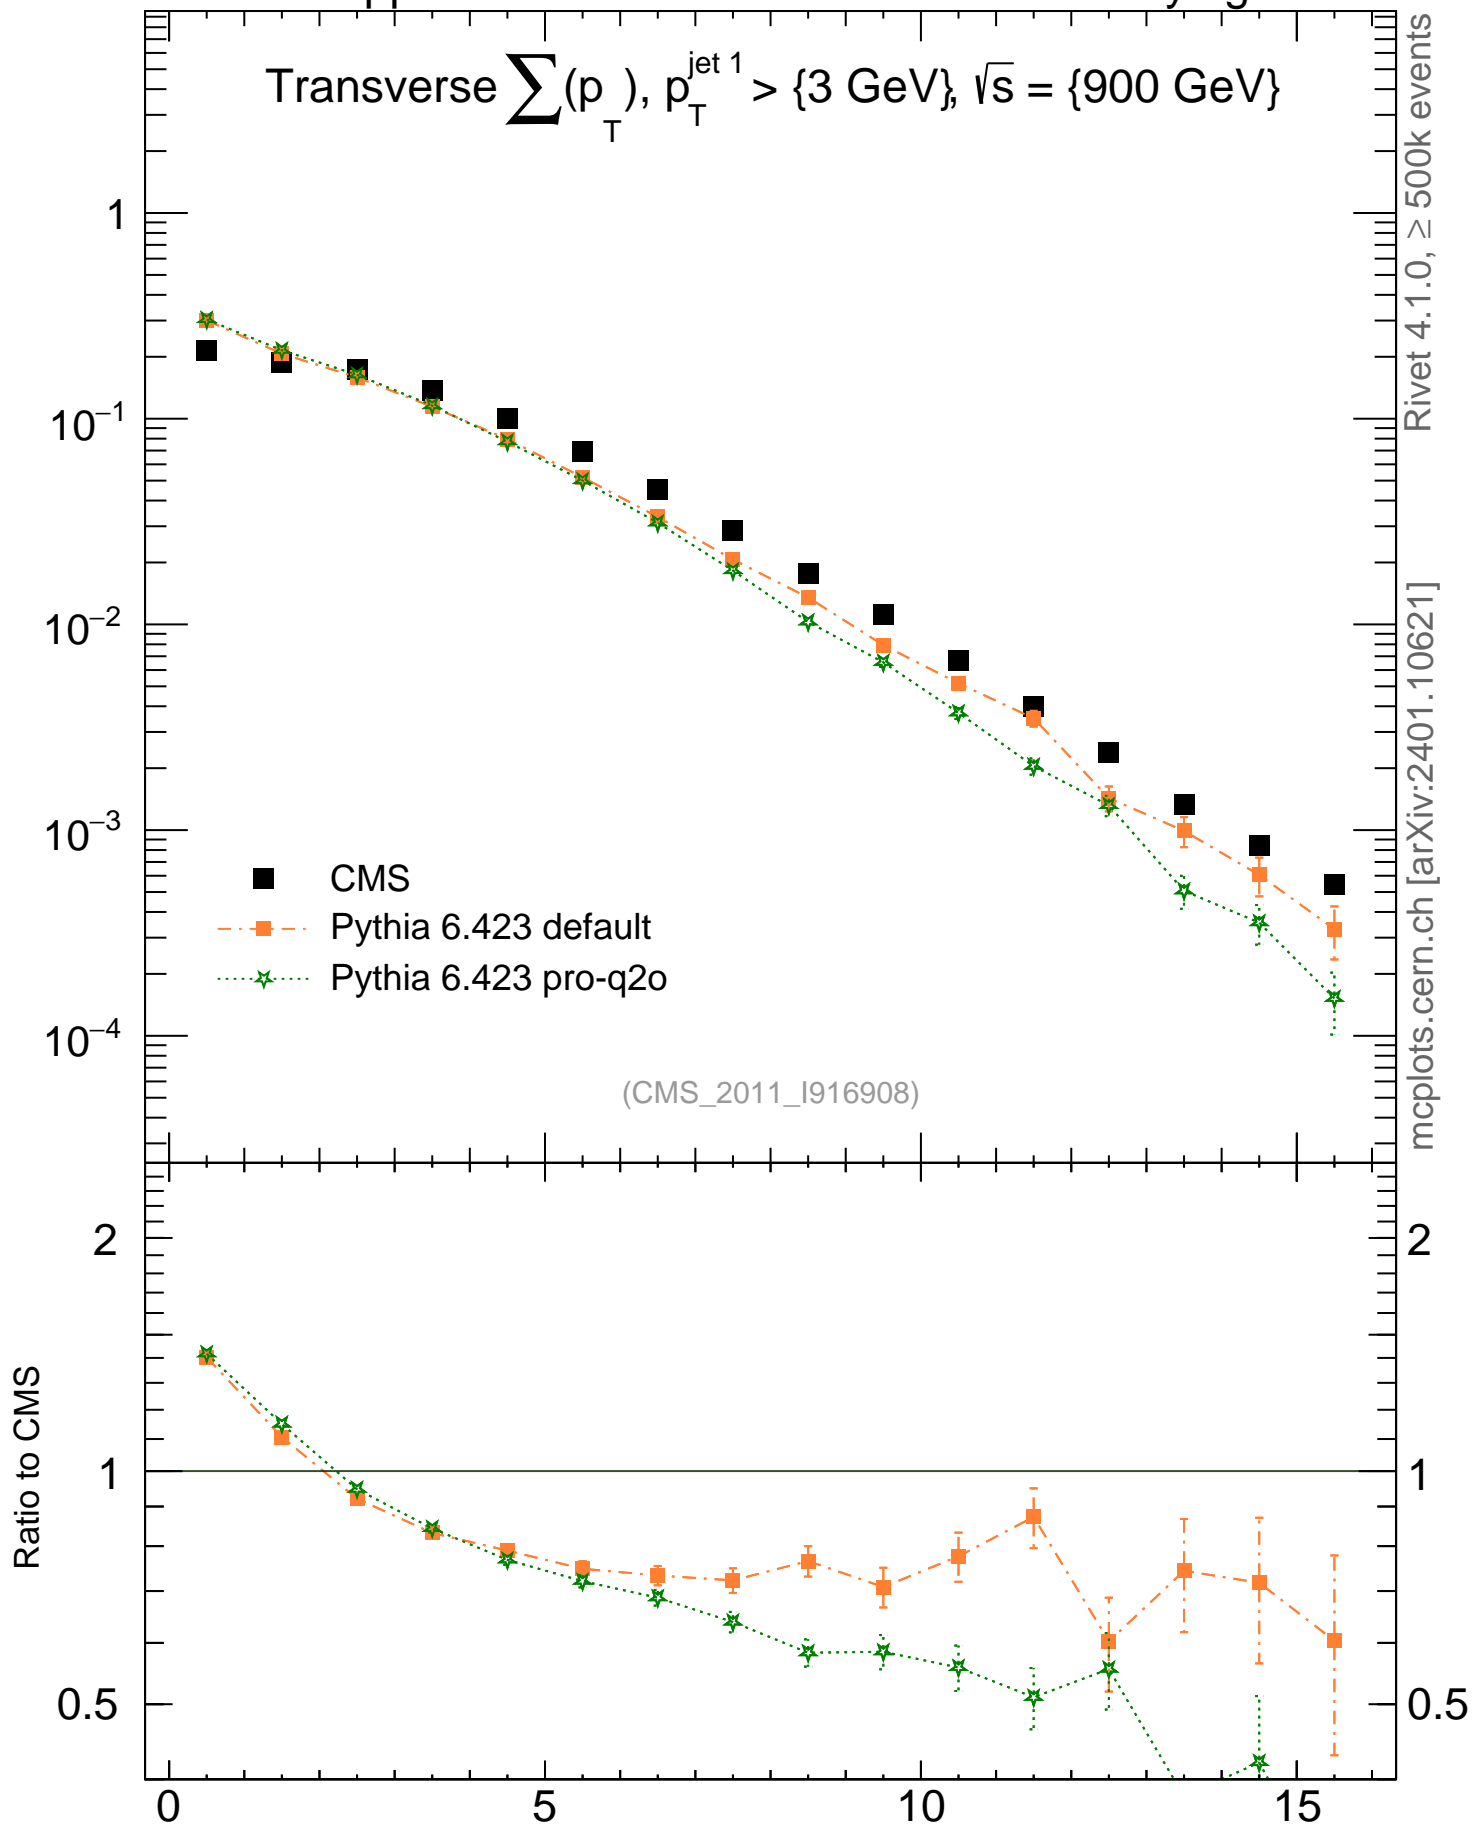 Transverse ∑(p_T), p_T^jet 1 > {3 GeV}, √s = {900 GeV}
1
10^−1
10^−2
10^−3
10^−4
CMS
Pythia 6.423 default
Pythia 6.423 pro-q2o
(CMS_2011_I916908)
Rivet 4.1.0, ≥ 500k events
mcplots.cern.ch [arXiv:2401.10621]
Ratio to CMS
2
1
0.5
2
1
0.5
0
5
10
15